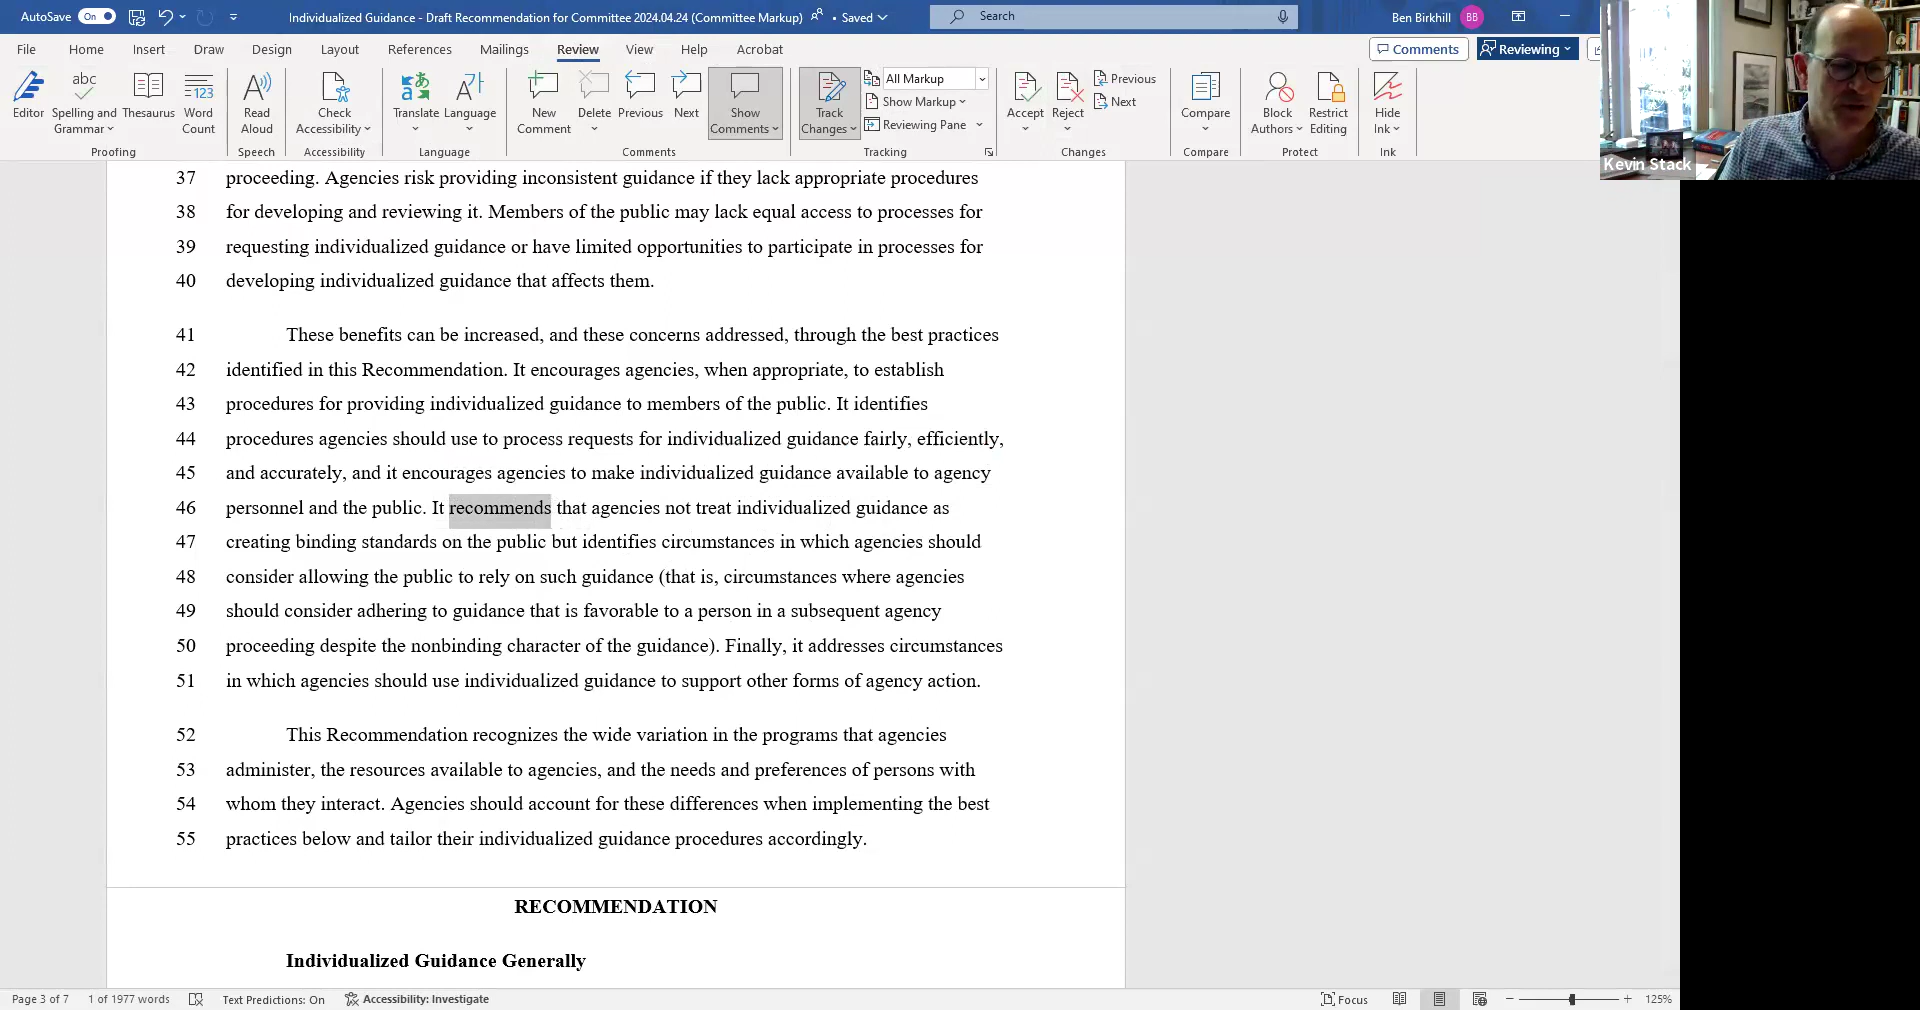 AutoSave On Individualized Guidance - Draft Recommendation for Committee 2024.04.24 (Committee Markup) • Saved Search Ben Birkhill BB
File Home Insert Draw Design Layout References Mailings Review View Help Acrobat Comments Reviewing
Editor Spelling and Grammar Thesaurus Word Count Read Aloud Check Accessibility Translate Language New Comment Delete Previous Next Show Comments Track Changes All Markup Show Markup Reviewing Pane Accept Reject Previous Next Compare Block Authors Restrict Editing Hide Ink
Proofing Speech Accessibility Language Comments Tracking Changes Compare Protect Ink
Kevin Stack
37 proceeding. Agencies risk providing inconsistent guidance if they lack appropriate procedures
38 for developing and reviewing it. Members of the public may lack equal access to processes for
39 requesting individualized guidance or have limited opportunities to participate in processes for
40 developing individualized guidance that affects them.
41 These benefits can be increased, and these concerns addressed, through the best practices
42 identified in this Recommendation. It encourages agencies, when appropriate, to establish
43 procedures for providing individualized guidance to members of the public. It identifies
44 procedures agencies should use to process requests for individualized guidance fairly, efficiently,
45 and accurately, and it encourages agencies to make individualized guidance available to agency
46 personnel and the public. It recommends that agencies not treat individualized guidance as
47 creating binding standards on the public but identifies circumstances in which agencies should
48 consider allowing the public to rely on such guidance (that is, circumstances where agencies
49 should consider adhering to guidance that is favorable to a person in a subsequent agency
50 proceeding despite the nonbinding character of the guidance). Finally, it addresses circumstances
51 in which agencies should use individualized guidance to support other forms of agency action.
52 This Recommendation recognizes the wide variation in the programs that agencies
53 administer, the resources available to agencies, and the needs and preferences of persons with
54 whom they interact. Agencies should account for these differences when implementing the best
55 practices below and tailor their individualized guidance procedures accordingly.
RECOMMENDATION
Individualized Guidance Generally
Page 3 of 7 1 of 1977 words Text Predictions: On Accessibility: Investigate Focus 125%